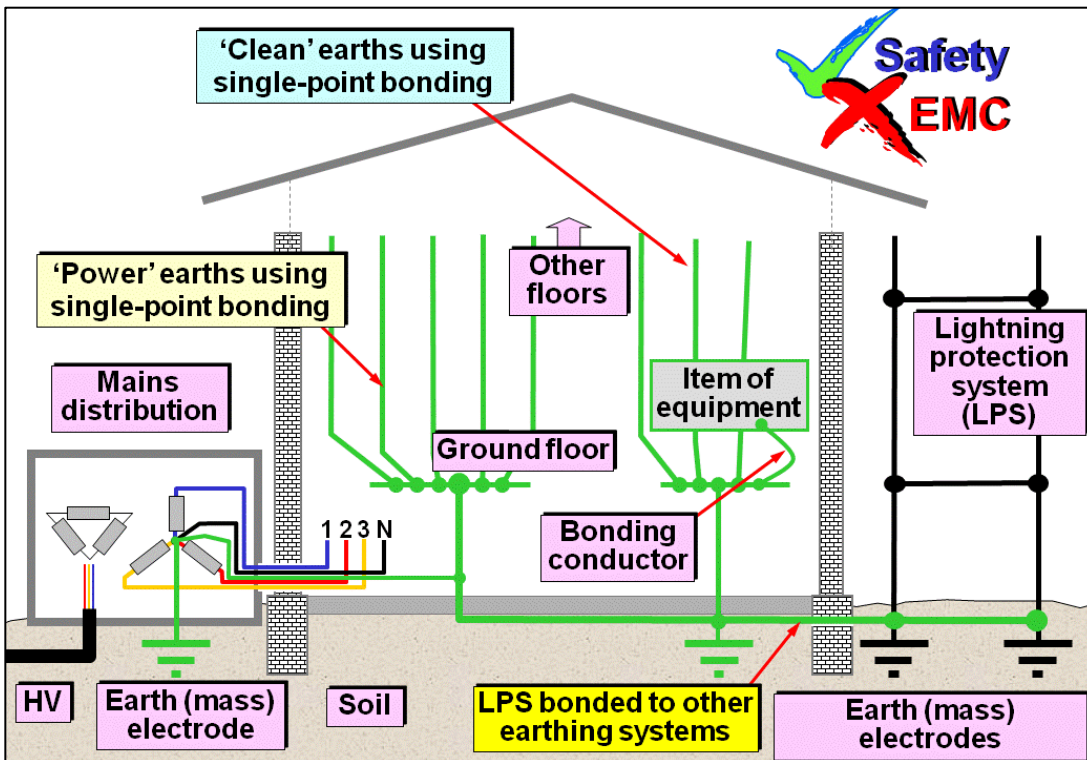 ‘Clean’ earths using
single-point bonding
Safety
EMC
‘Power’ earths using
single-point bonding
Other
floors
Lightning
protection
system
(LPS)
Mains
distribution
Item of
equipment
Ground floor
1 2 3 N
Bonding
conductor
HV
Earth (mass)
electrode
Soil
LPS bonded to other
earthing systems
Earth (mass)
electrodes